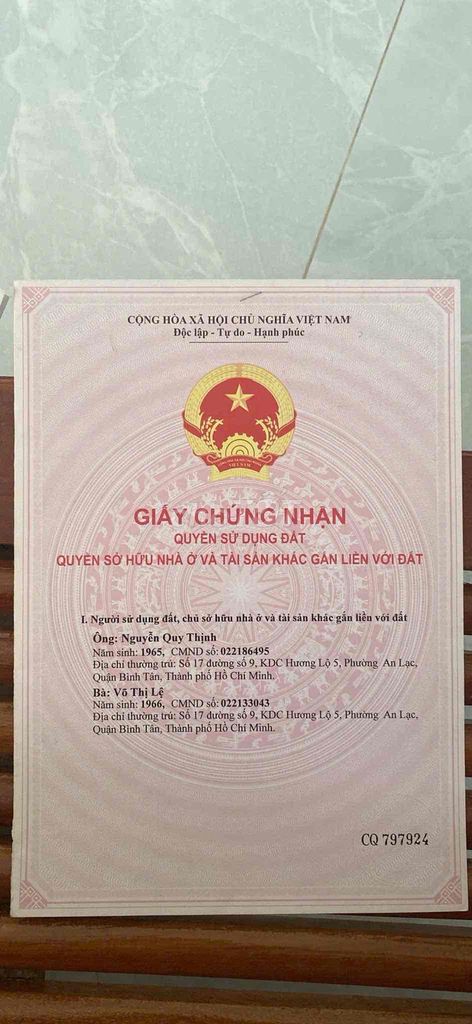 CỘNG HÒA XÃ HỘI CHỦ NGHĨA VIỆT NAM
Độc lập - Tự do - Hạnh phúc
VIỆT NAM
GIẤY CHỨNG NHẬN
QUYỀN SỬ DỤNG ĐẤT
QUYỀN SỞ HỮU NHÀ Ở VÀ TÀI SẢN KHÁC GẮN LIỀN VỚI ĐẤT
I. Người sử dụng đất, chủ sở hữu nhà ở và tài sản khác gắn liền với đất
Ông: Nguyễn Quy Thịnh
Năm sinh: 1965, CMND số: 022186495
Địa chỉ thường trú: Số 17 đường số 9, KDC Hương Lộ 5, Phường An Lạc,
Quận Bình Tân, Thành phố Hồ Chí Minh.
Bà: Võ Thị Lệ
Năm sinh: 1966, CMND số: 022133043
Địa chỉ thường trú: Số 17 đường số 9, KDC Hương Lộ 5, Phường An Lạc,
Quận Bình Tân, Thành phố Hồ Chí Minh.
CQ 797924